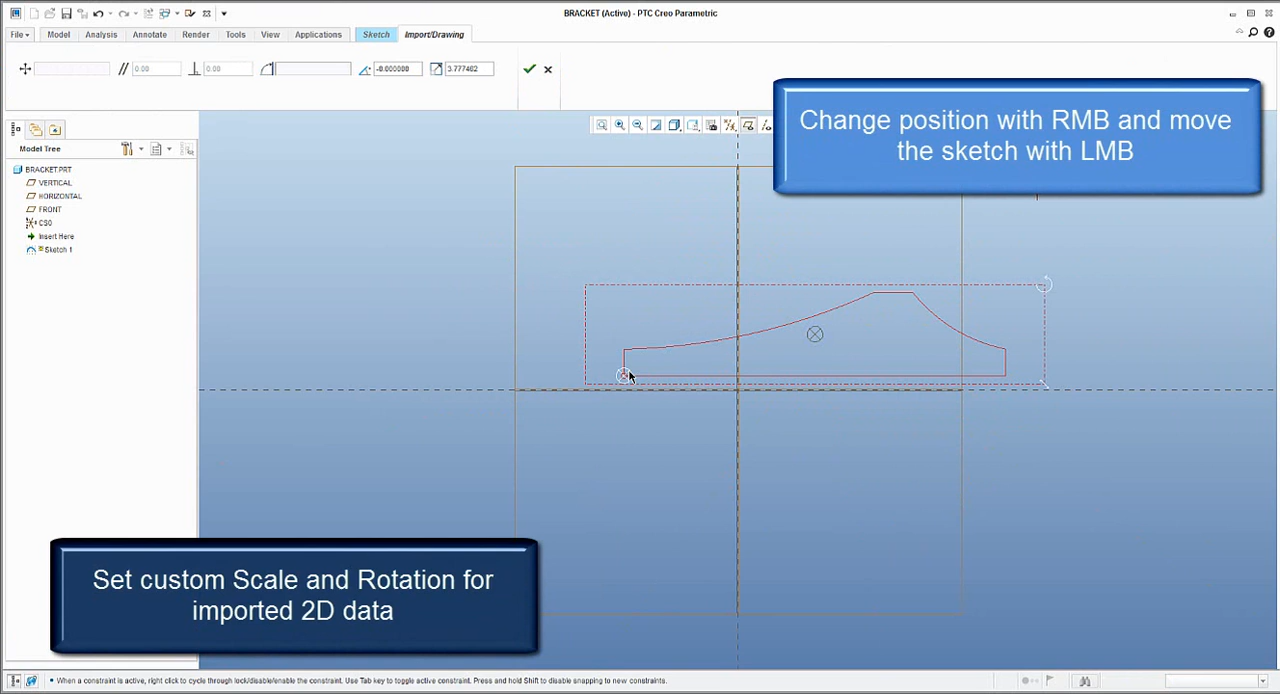 BRACKET (Active) - PTC Creo Parametric
File Model Analysis Annotate Render Tools View Applications Sketch Import/Drawing
0.00 0.00 -0.000000 3.777402
Change position with RMB and move
the sketch with LMB
Model Tree
BRACKET.PRT
VERTICAL
HORIZONTAL
FRONT
CS0
Insert Here
Sketch 1
Set custom Scale and Rotation for
imported 2D data
When a constraint is active, right click to cycle through lock/disable/enable the constraint. Use Tab key to toggle active constraint. Press and hold Shift to disable snapping to new constraints.